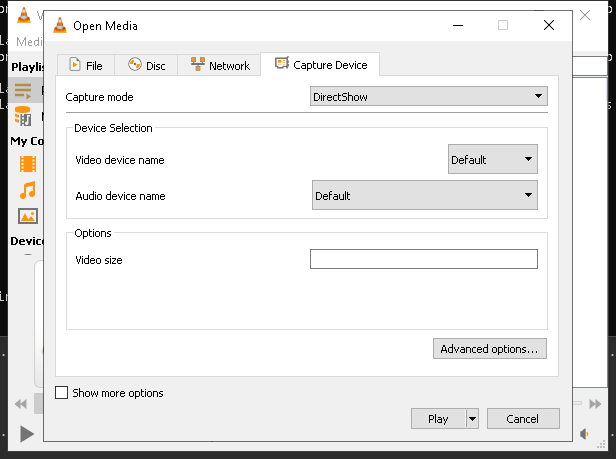 Open Media
V
Medi
File
Disc
Network
Capture Device
Playlis
Capture mode
DirectShow
Device Selection
Video device name
Default
Audio device name
Default
My Co
Device
Options
Video size
Advanced options...
Show more options
Play
Cancel